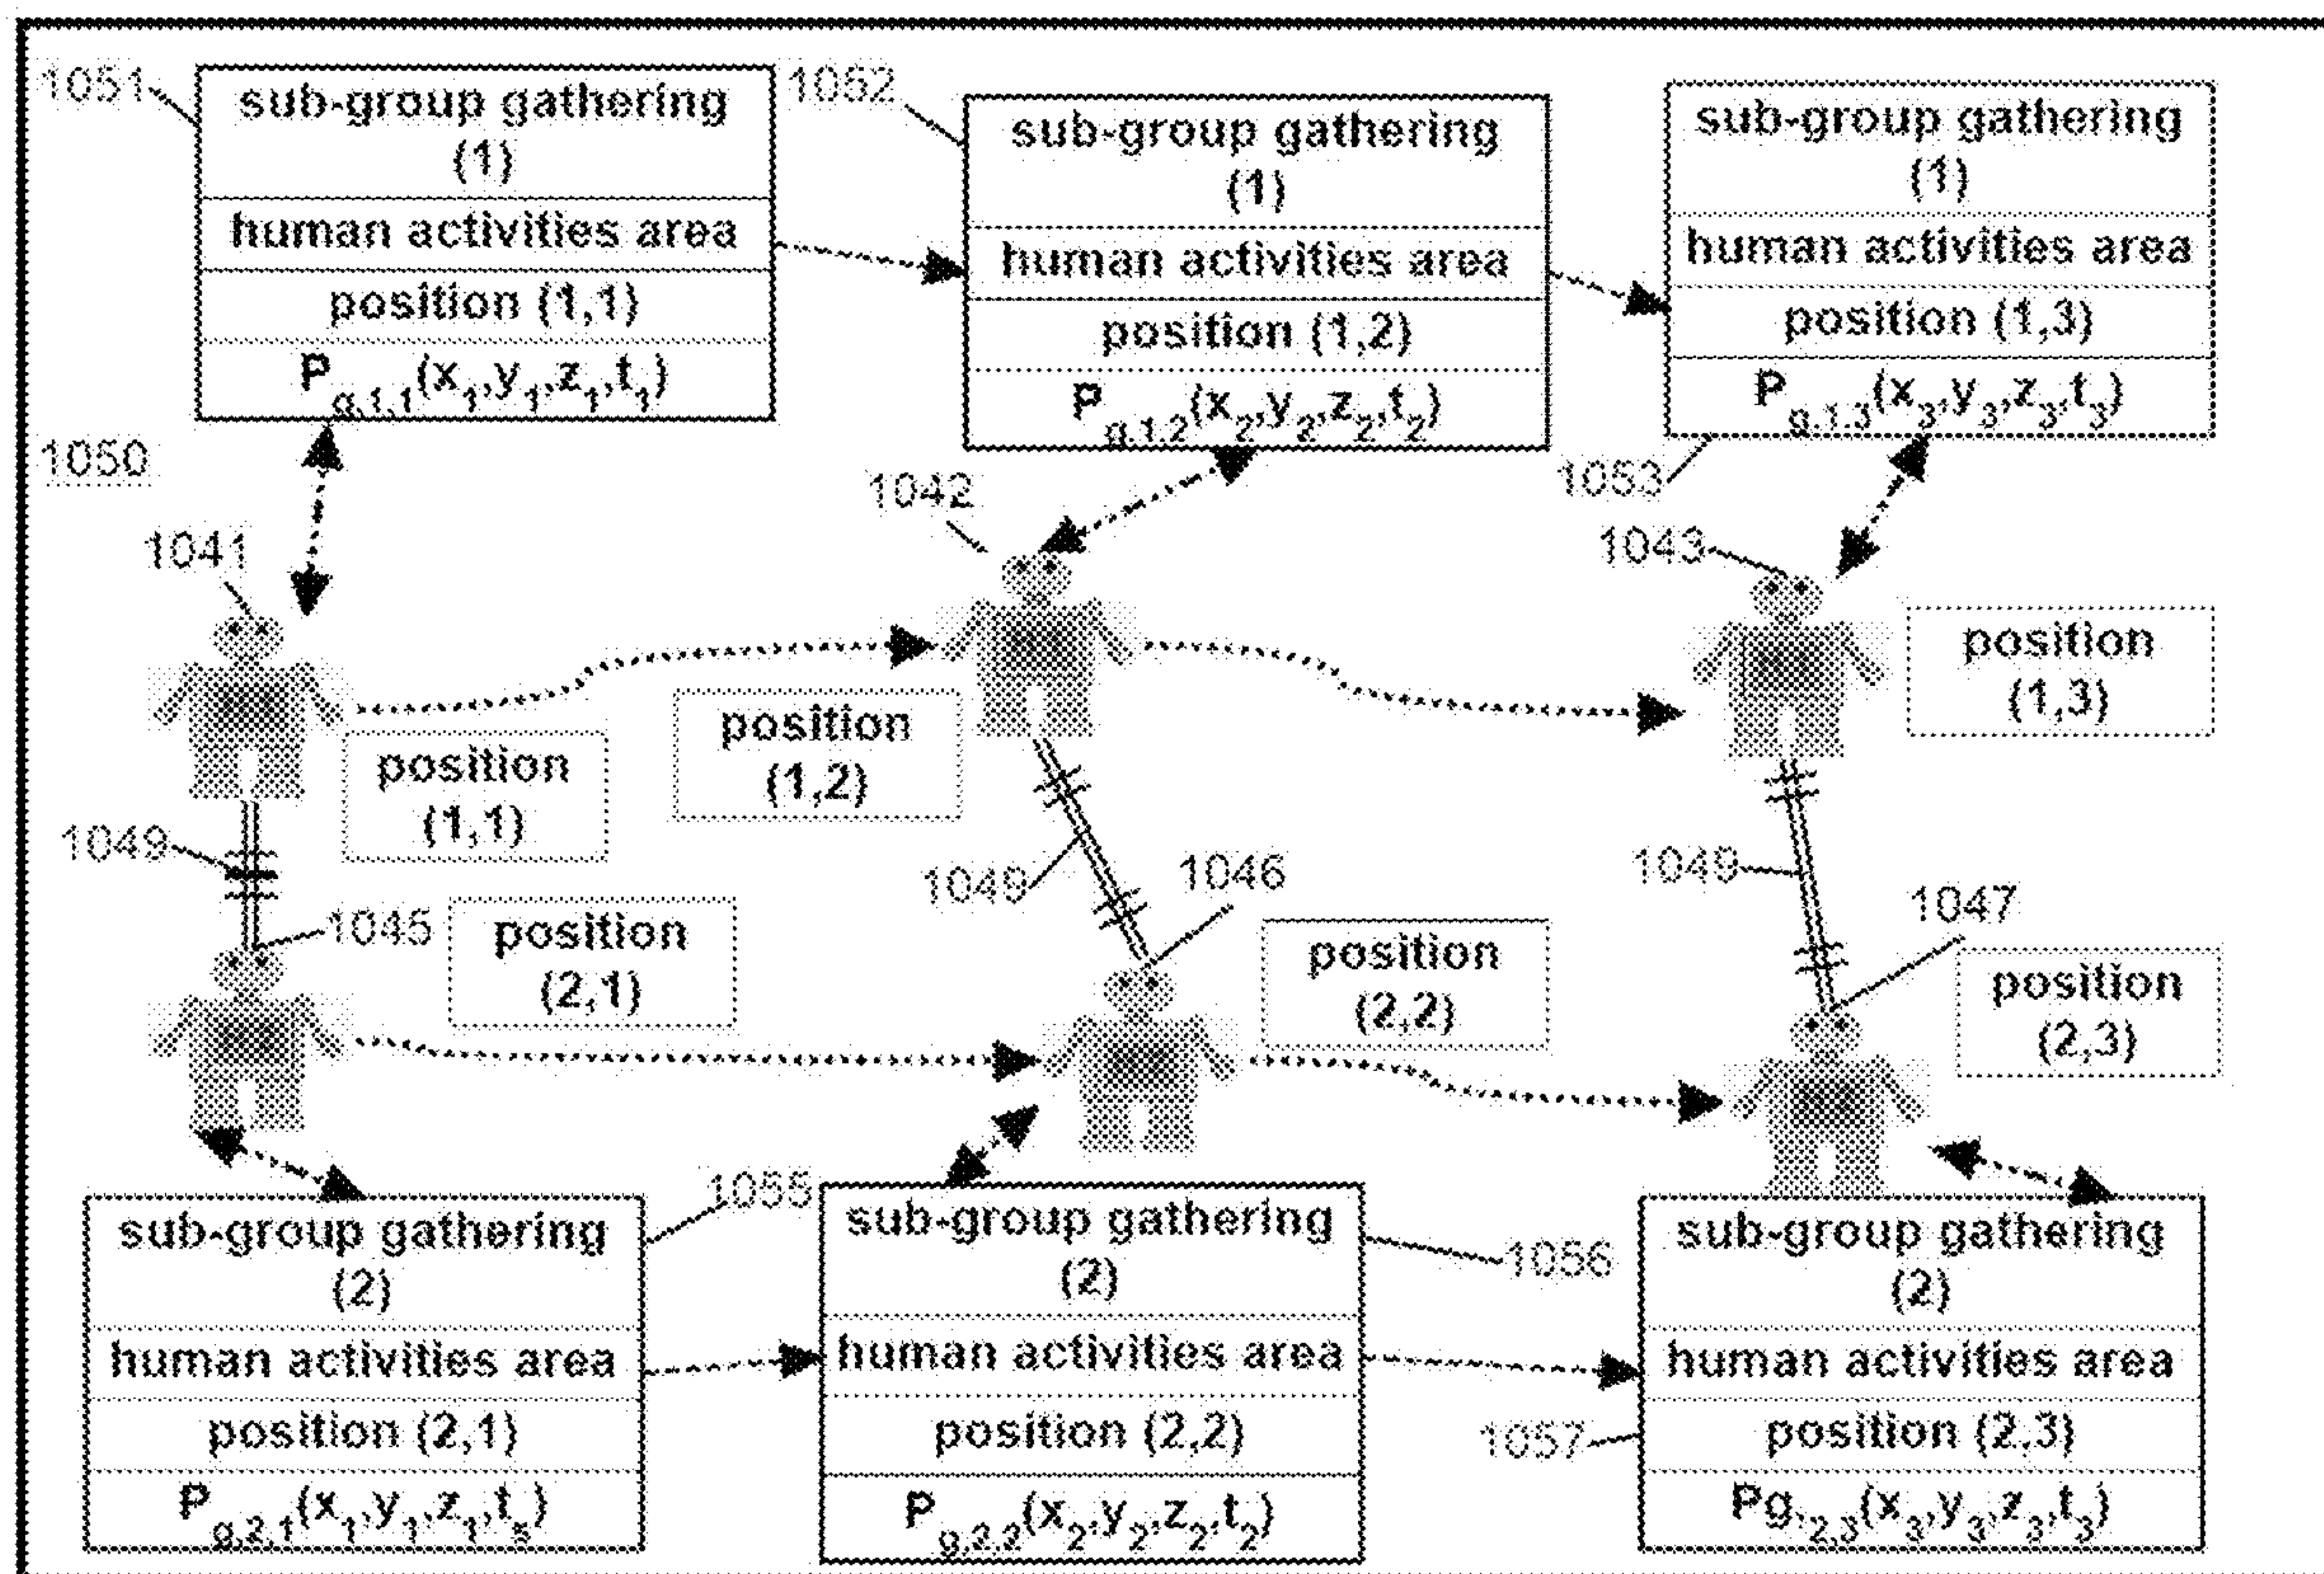 1051
sub-group gathering
(1)
human activities area
position (1,1)
P g,1,1(x1,y1,z1,t1)
1052
sub-group gathering
(1)
human activities area
position (1,2)
P g,1,2(x2,y2,z2,t2)
sub-group gathering
(1)
human activities area
position (1,3)
P g,1,3(x3,y3,z3,t3)
1053
1050
1041
1042
1043
position
(1,1)
position
(1,2)
position
(1,3)
1049
1049
1049
1045
position
(2,1)
1046
position
(2,2)
1047
position
(2,3)
sub-group gathering
(2)
human activities area
position (2,1)
P g,2,1(x1,y1,z1,ts)
1055
sub-group gathering
(2)
human activities area
position (2,2)
P g,2,2(x2,y2,z2,t2)
1056
sub-group gathering
(2)
human activities area
position (2,3)
Pg,2,3(x3,y3,z3,t3)
1057